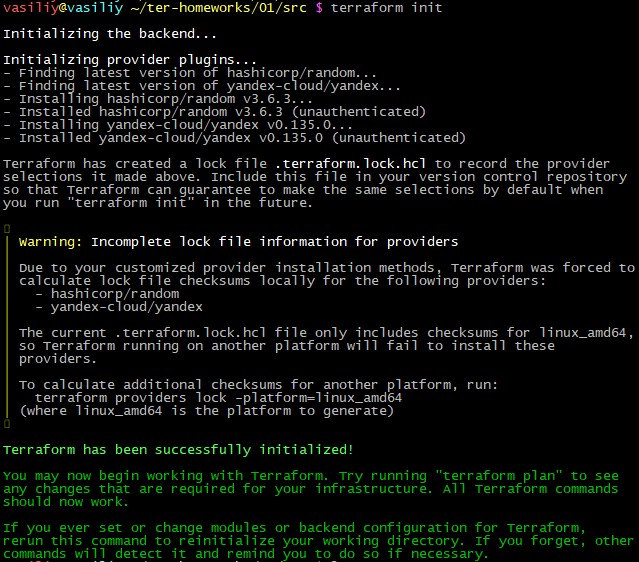 vasiliy@vasiliy ~/ter-homeworks/01/src $ terraform init
Initializing the backend...
Initializing provider plugins...
- Finding latest version of hashicorp/random...
- Finding latest version of yandex-cloud/yandex...
- Installing hashicorp/random v3.6.3...
- Installed hashicorp/random v3.6.3 (unauthenticated)
- Installing yandex-cloud/yandex v0.135.0...
- Installed yandex-cloud/yandex v0.135.0 (unauthenticated)
Terraform has created a lock file .terraform.lock.hcl to record the provider
selections it made above. Include this file in your version control repository
so that Terraform can guarantee to make the same selections by default when
you run "terraform init" in the future.
Warning: Incomplete lock file information for providers
Due to your customized provider installation methods, Terraform was forced to
calculate lock file checksums locally for the following providers:
- hashicorp/random
- yandex-cloud/yandex
The current .terraform.lock.hcl file only includes checksums for linux_amd64,
so Terraform running on another platform will fail to install these
providers.
To calculate additional checksums for another platform, run:
terraform providers lock -platform=linux_amd64
(where linux_amd64 is the platform to generate)
Terraform has been successfully initialized!
You may now begin working with Terraform. Try running "terraform plan" to see
any changes that are required for your infrastructure. All Terraform commands
should now work.
If you ever set or change modules or backend configuration for Terraform,
rerun this command to reinitialize your working directory. If you forget, other
commands will detect it and remind you to do so if necessary.